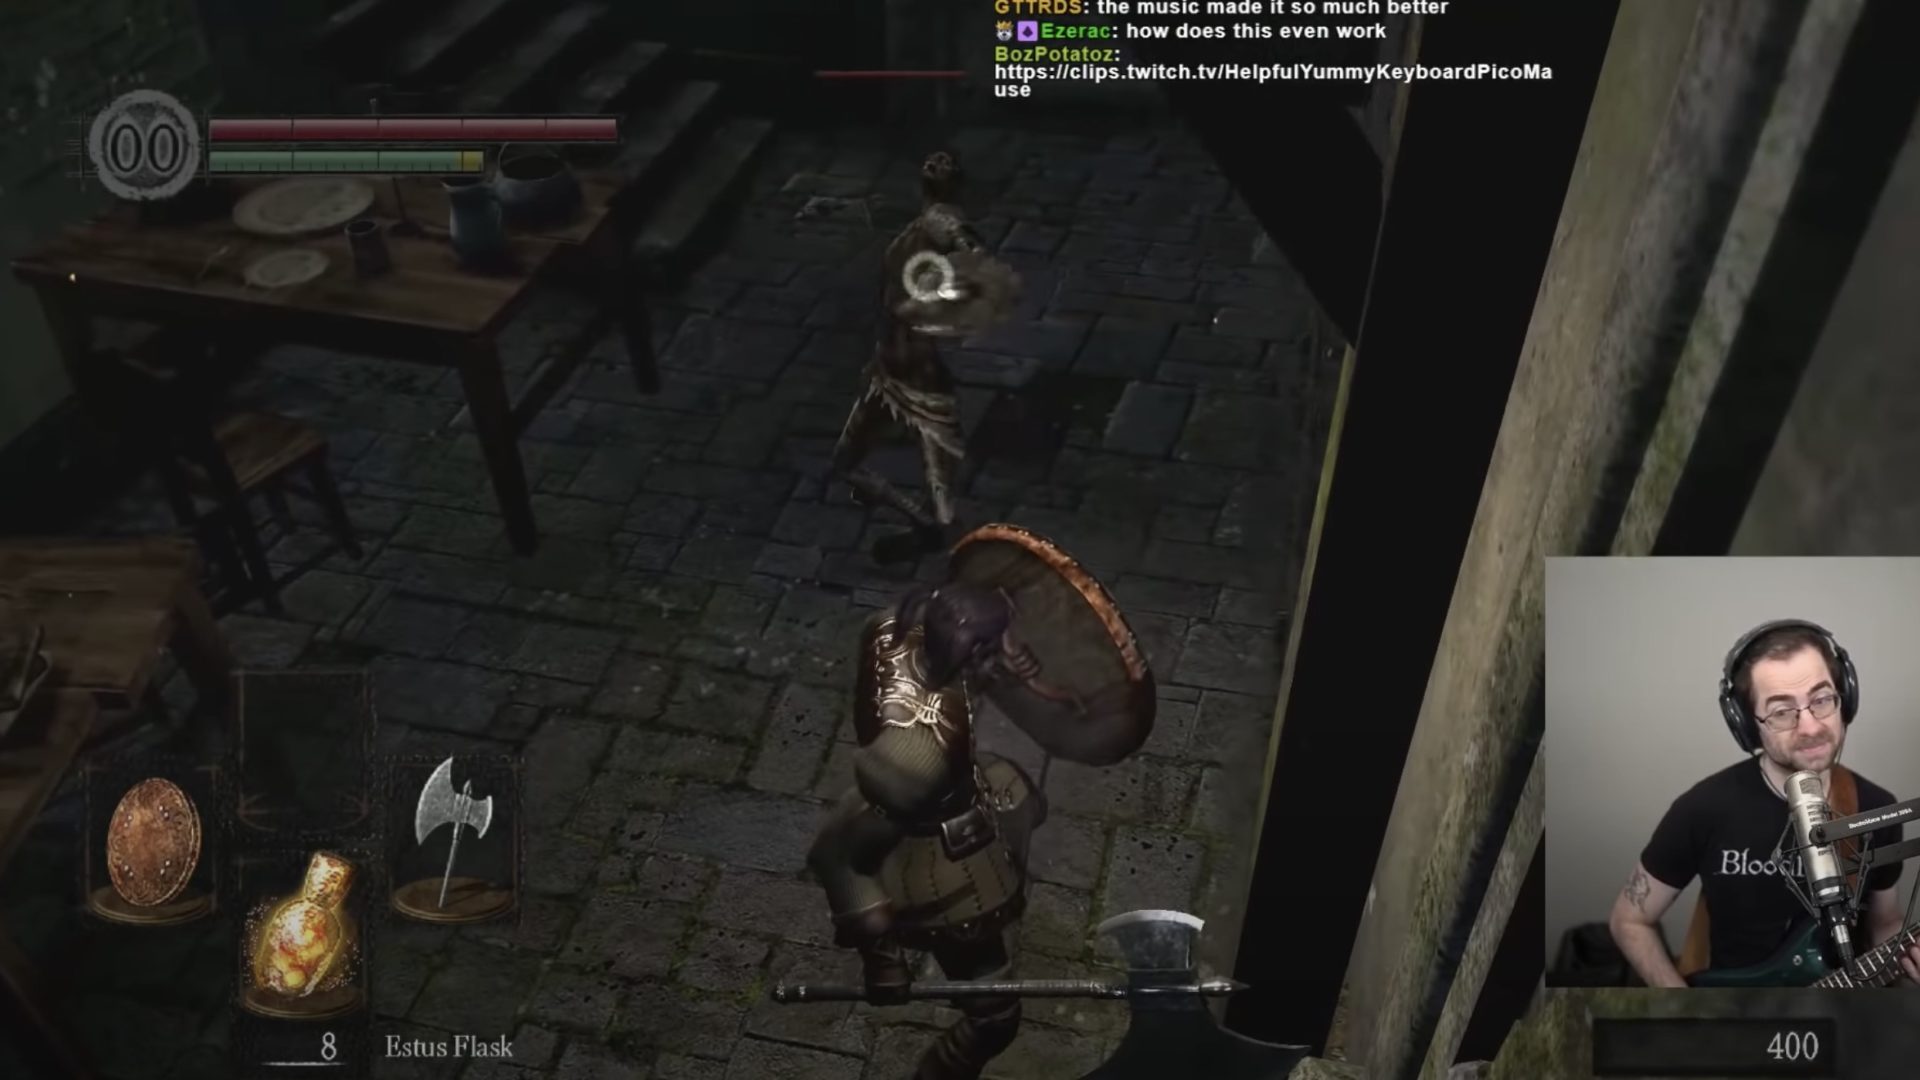 GTTRDS: the music made it so much better
Ezerac: how does this even work
BozPotatoz:
https://clips.twitch.tv/HelpfulYummyKeyboardPicoMa
use
00
Blood
8
Estus Flask
400